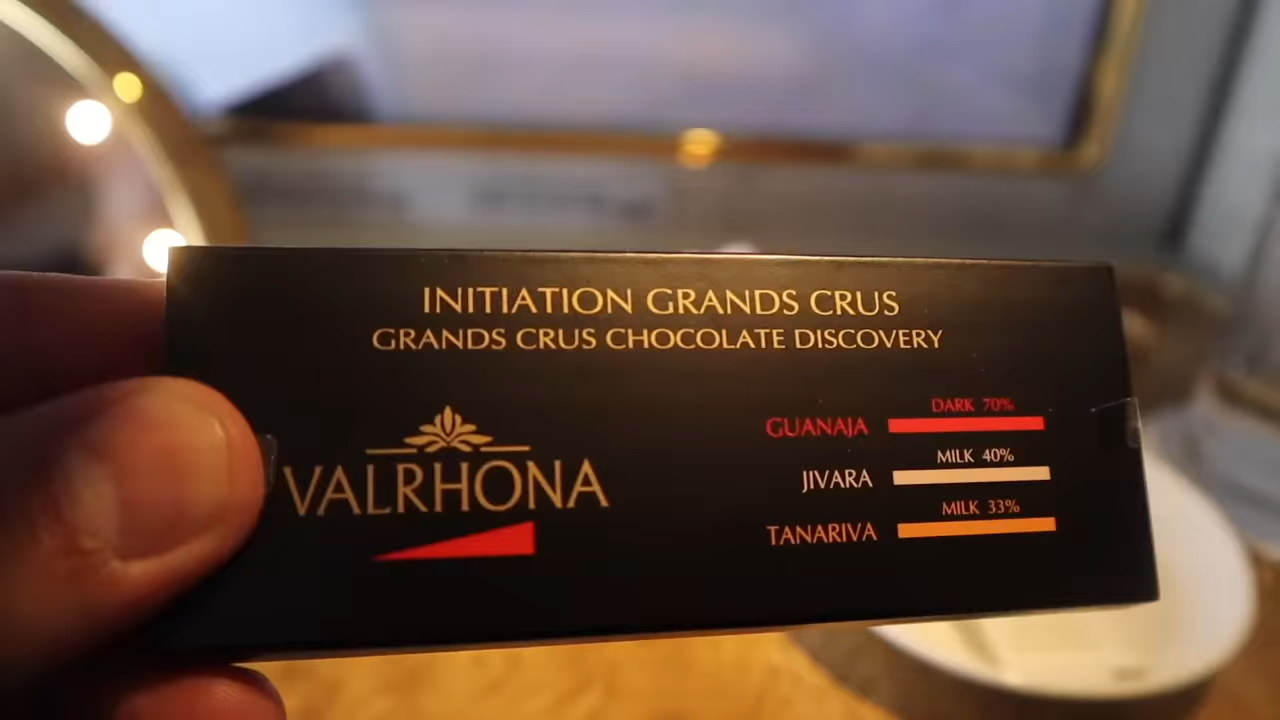 INITIATION GRANDS CRUS
GRANDS CRUS CHOCOLATE DISCOVERY
VALRHONA
DARK 70%
GUANAJA
MILK 40%
JIVARA
MILK 33%
TANARIVA